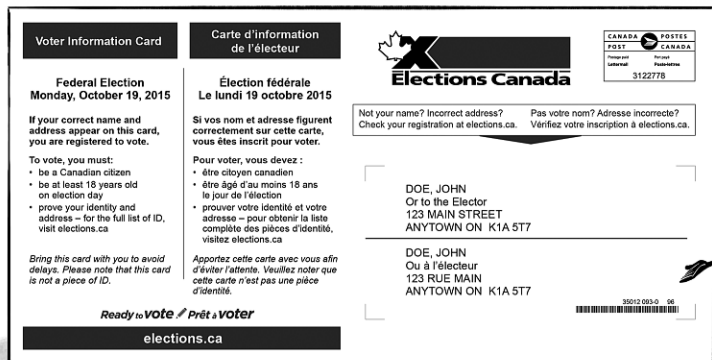 Voter Information Card
Federal Election
Monday, October 19, 2015
If your correct name and
address appear on this card,
you are registered to vote.
To vote, you must:
• be a Canadian citizen
• be at least 18 years old
on election day
• prove your identity and
address – for the full list of ID,
visit elections.ca
Bring this card with you to avoid
delays. Please note that this card
is not a piece of ID.
Carte d'information
de l'électeur
Élection fédérale
Le lundi 19 octobre 2015
Si vos nom et adresse figurent
correctement sur cette carte,
vous êtes inscrit pour voter.
Pour voter, vous devez :
• être citoyen canadien
• être âgé d'au moins 18 ans
le jour de l'élection
• prouver votre identité et votre
adresse – pour obtenir la liste
complète des pièces d'identité,
visitez elections.ca
Apportez cette carte avec vous afin
d'éviter l'attente. Veuillez noter que
cette carte n'est pas une pièce
d'identité.
Ready to vote Prêt à voter
elections.ca
Elections Canada
CANADA POSTES
POST CANADA
Postage paid Port payé
Lettermail Poste-lettres
3122778
Not your name? Incorrect address?
Check your registration at elections.ca.
Pas votre nom? Adresse incorrecte?
Vérifiez votre inscription à elections.ca.
DOE, JOHN
Or to the Elector
123 MAIN STREET
ANYTOWN ON K1A 5T7
DOE, JOHN
Ou à l'électeur
123 RUE MAIN
ANYTOWN ON K1A 5T7
35012 093-0 96